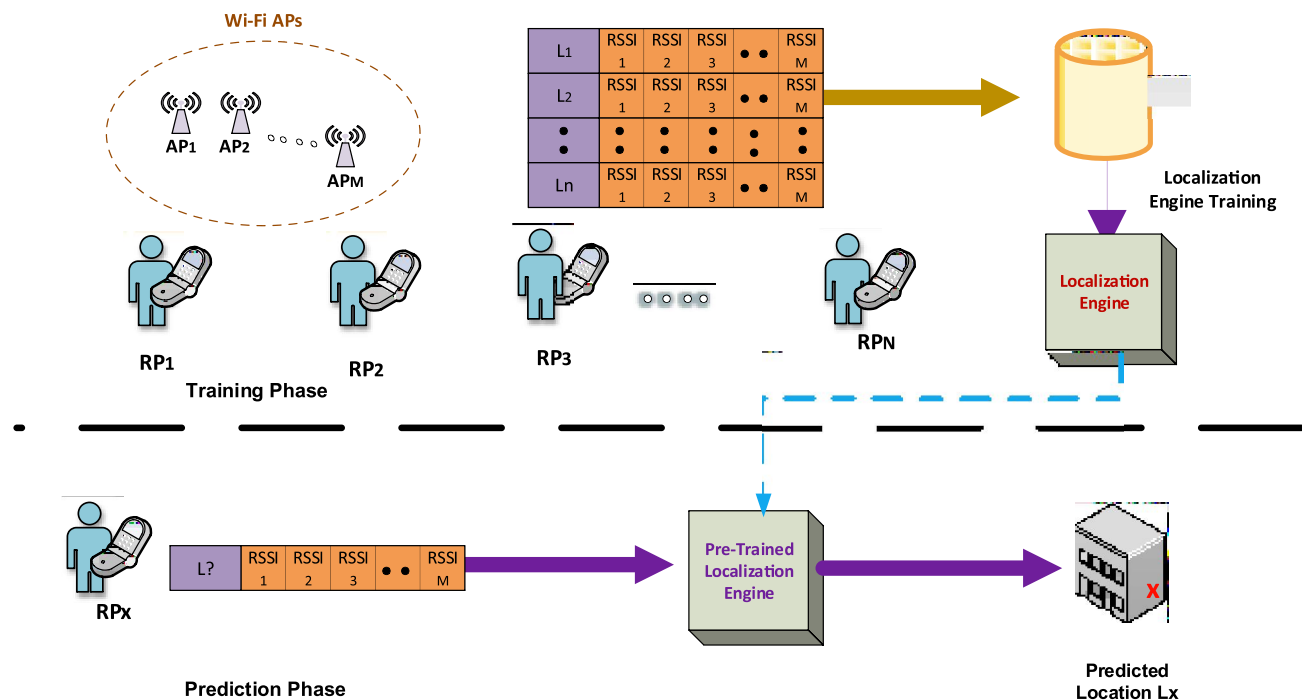 Wi-Fi APs
AP1 AP2
APM
L1 RSSI 1 RSSI 2 RSSI 3 RSSI M
L2 RSSI 1 RSSI 2 RSSI 3 RSSI M
Ln RSSI 1 RSSI 2 RSSI 3 RSSI M
Localization
Engine Training
Localization
Engine
RP1 RP2 RP3 RPN
Training Phase
L? RSSI 1 RSSI 2 RSSI 3 RSSI M
RPX
Pre-Trained
Localization
Engine
X
Predicted
Location Lx
Prediction Phase